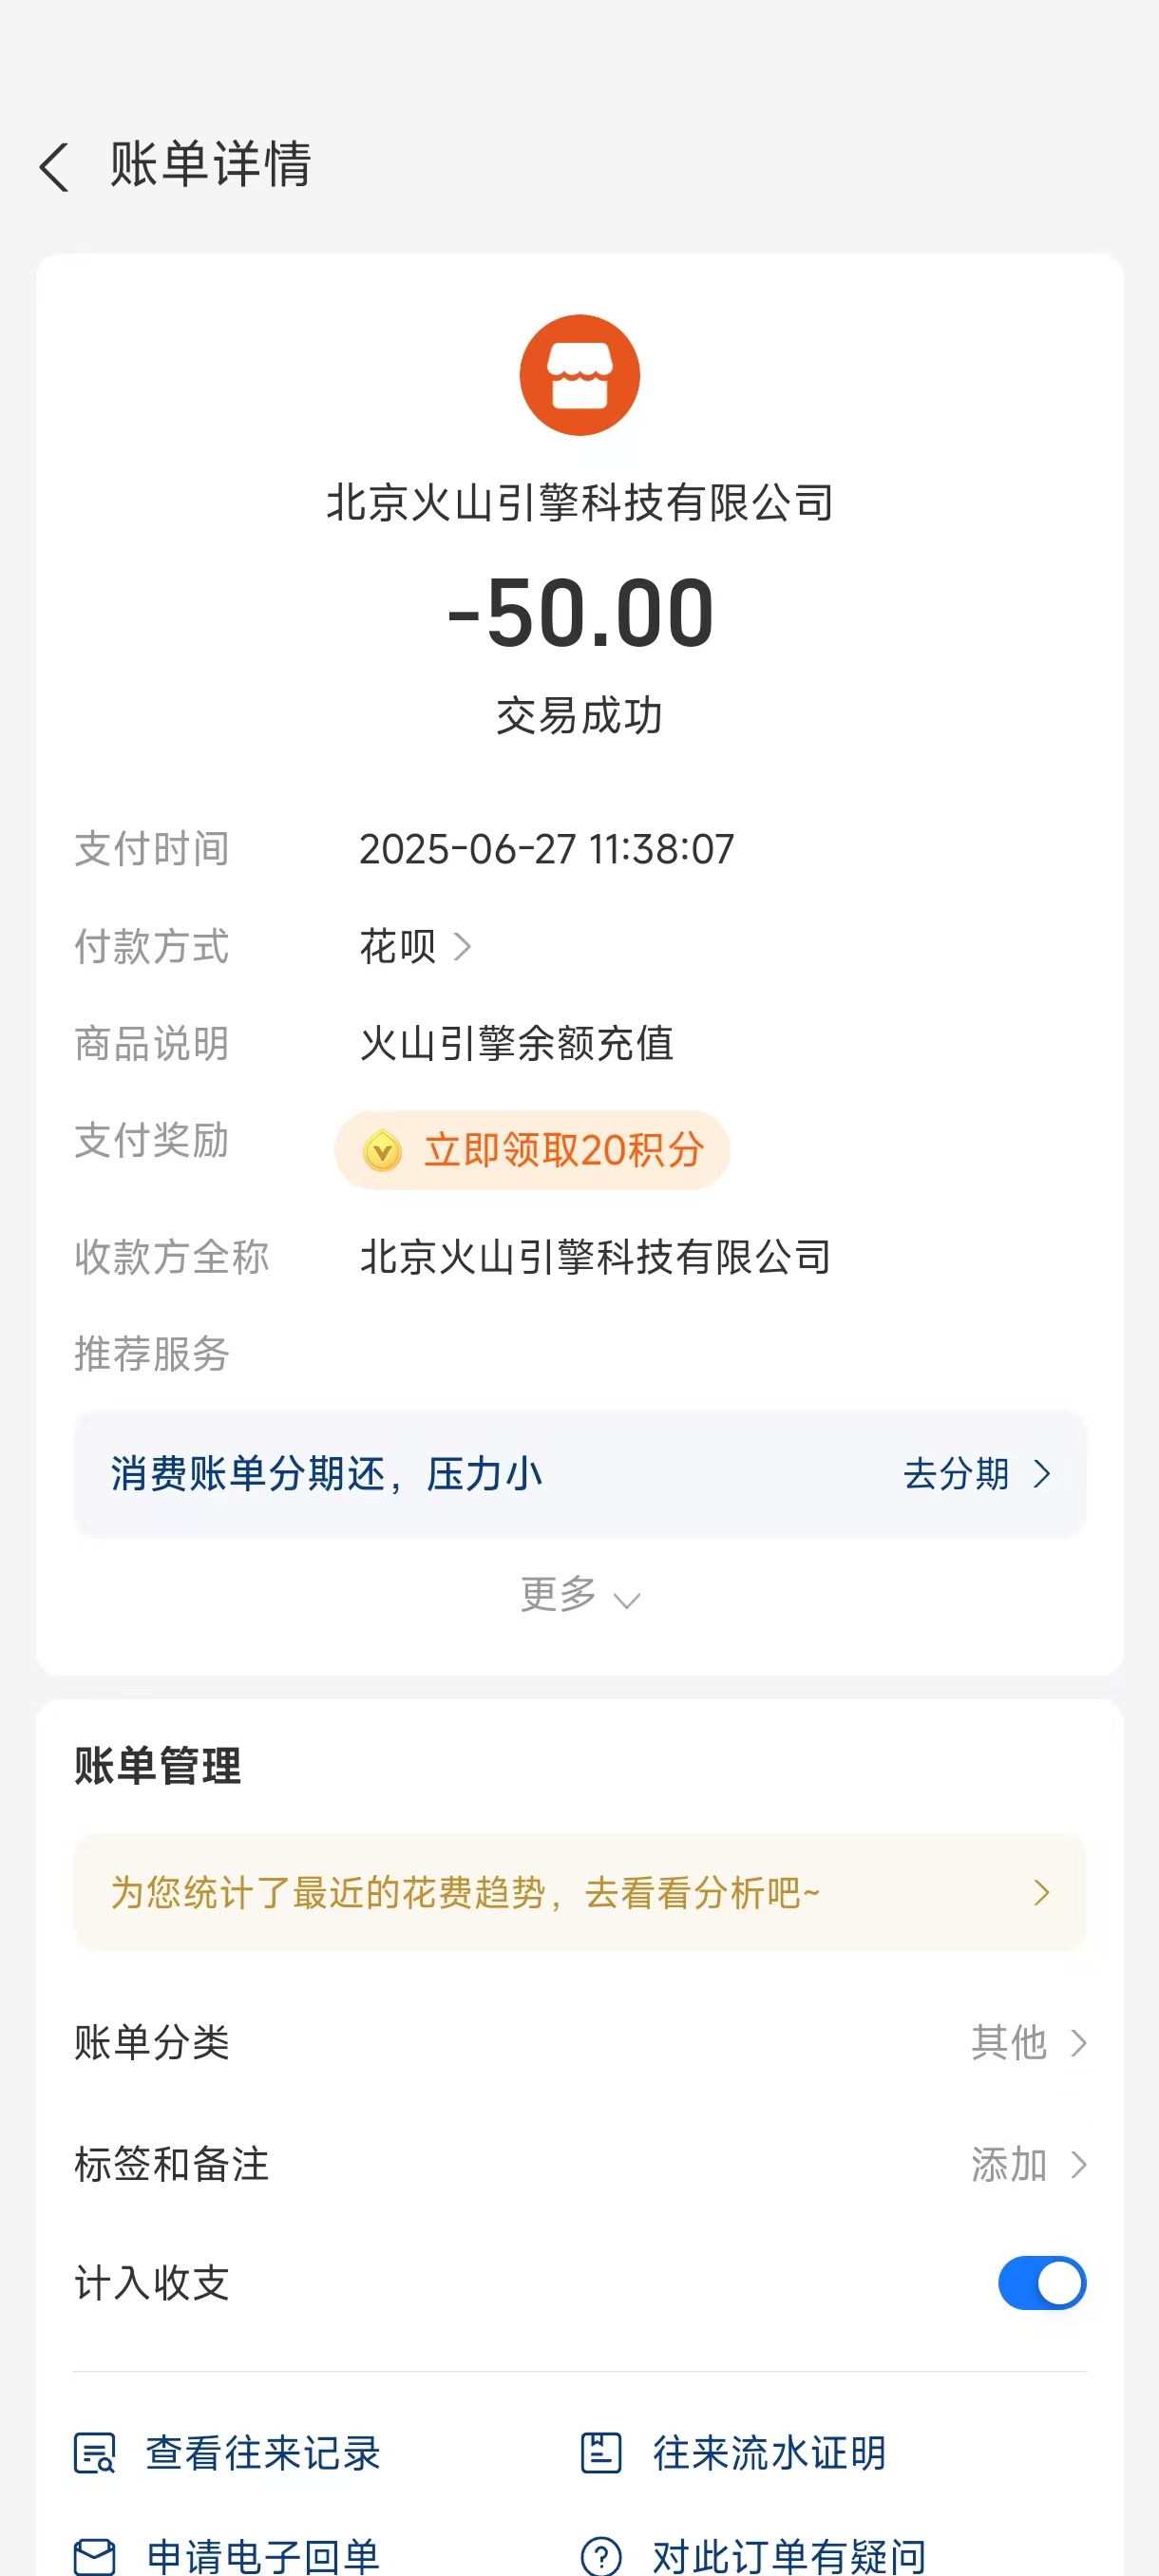 账单详情
北京火山引擎科技有限公司
-50.00
交易成功
支付时间 2025-06-27 11:38:07
付款方式 花呗
商品说明 火山引擎余额充值
支付奖励 立即领取20积分
收款方全称 北京火山引擎科技有限公司
推荐服务
消费账单分期还，压力小 去分期
更多
账单管理
为您统计了最近的花费趋势，去看看分析吧~
账单分类 其他
标签和备注 添加
计入收支
查看往来记录 往来流水证明
申请电子回单 对此订单有疑问